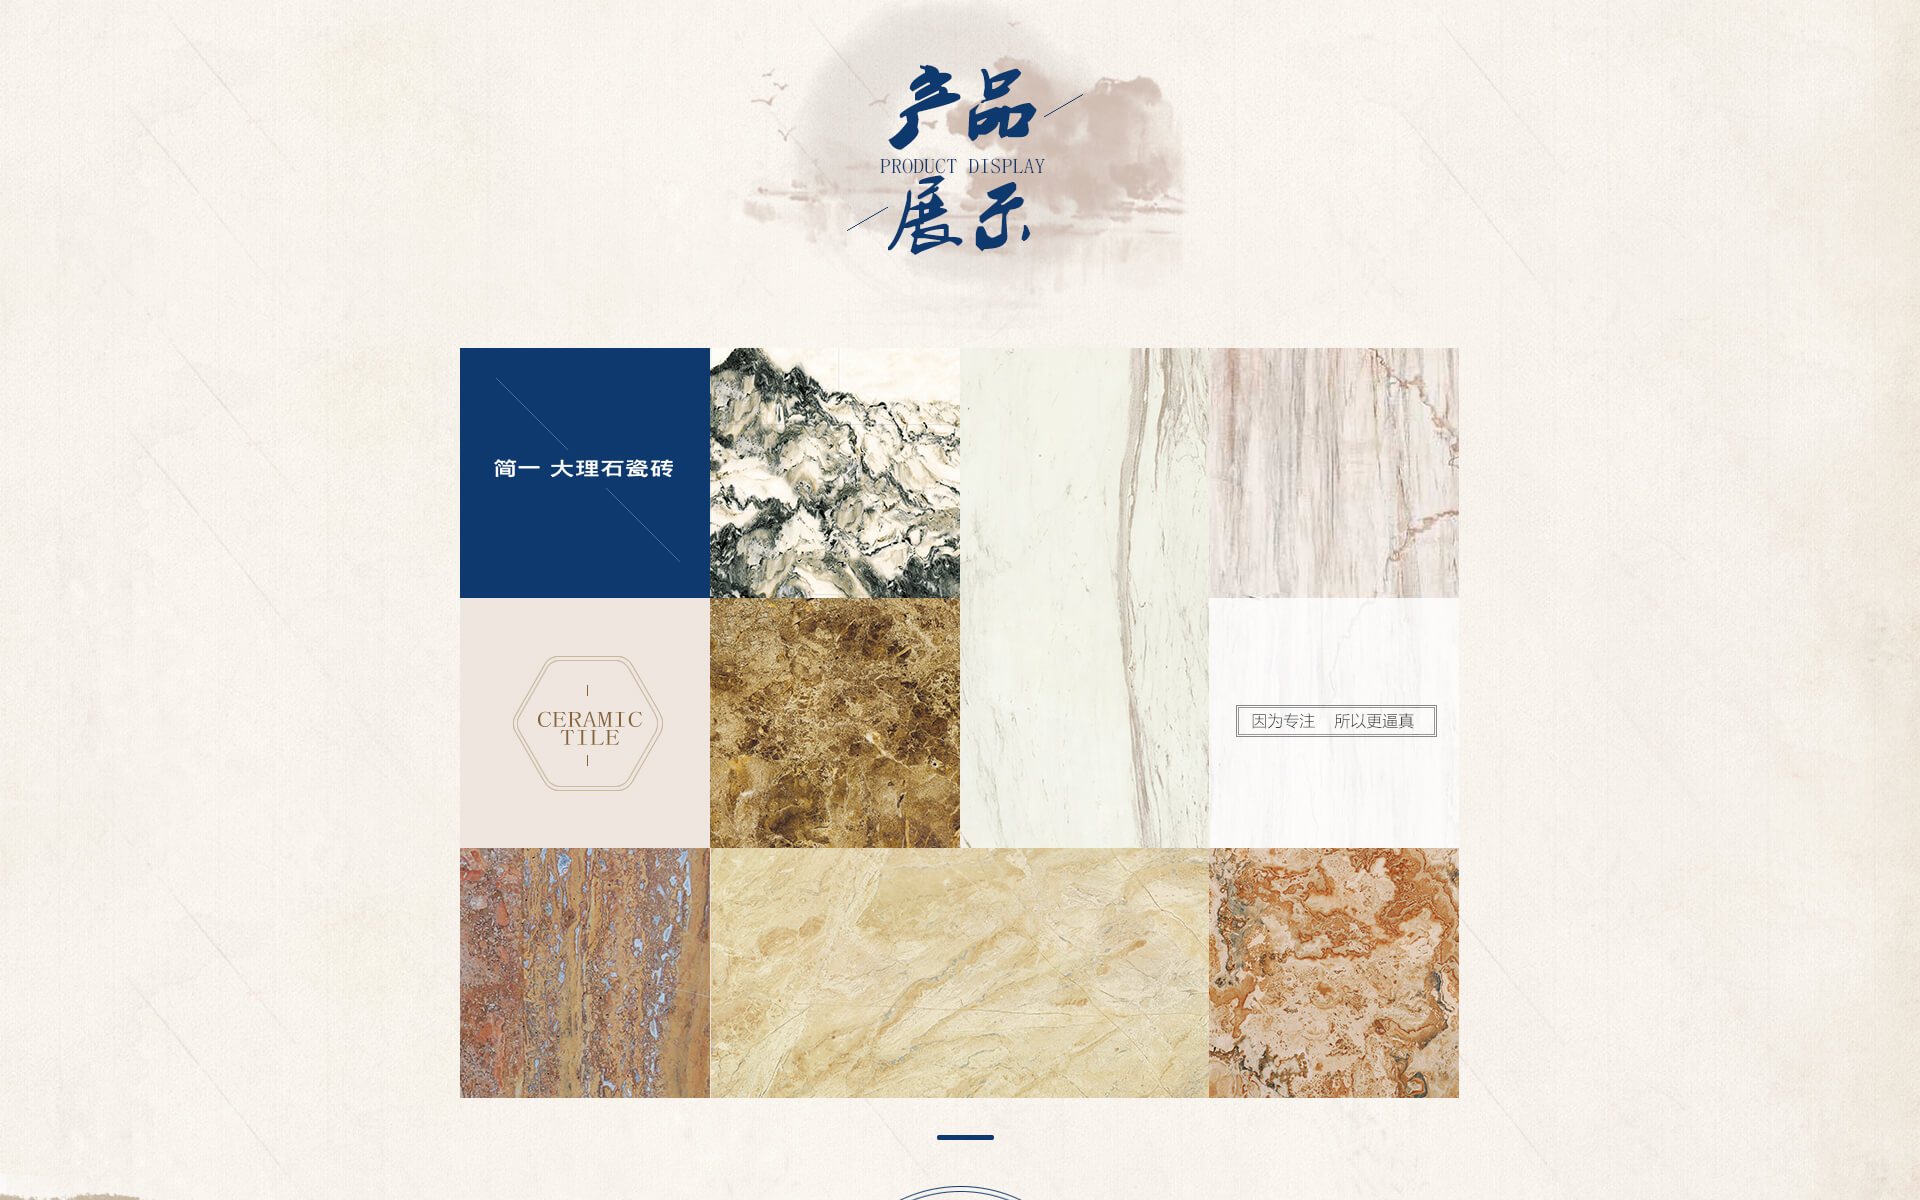 产品
PRODUCT DISPLAY
展示
简一 大理石瓷砖
CERAMIC
TILE
因为专注 所以更逼真